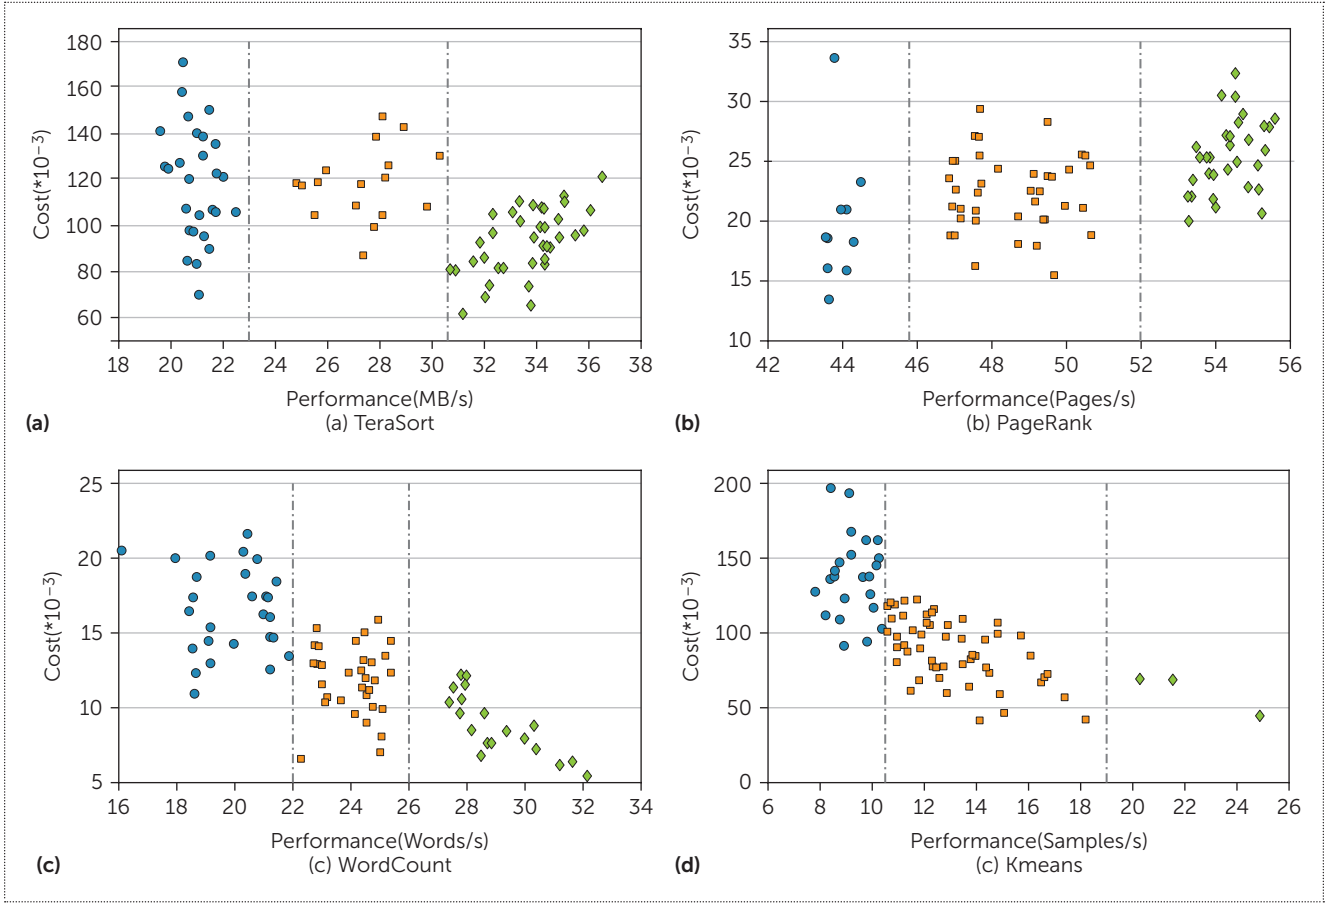 180
160
140
120
100
80
60
Cost(*10⁻³)
18 20 22 24 26 28 30 32 34 36 38
Performance(MB/s)
(a) (a) TeraSort
35
30
25
20
15
10
Cost(*10⁻³)
42 44 46 48 50 52 54 56
Performance(Pages/s)
(b) (b) PageRank
25
20
15
10
5
Cost(*10⁻³)
16 18 20 22 24 26 28 30 32 34
Performance(Words/s)
(c) (c) WordCount
200
150
100
50
0
Cost(*10⁻³)
6 8 10 12 14 16 18 20 22 24 26
Performance(Samples/s)
(d) (c) Kmeans